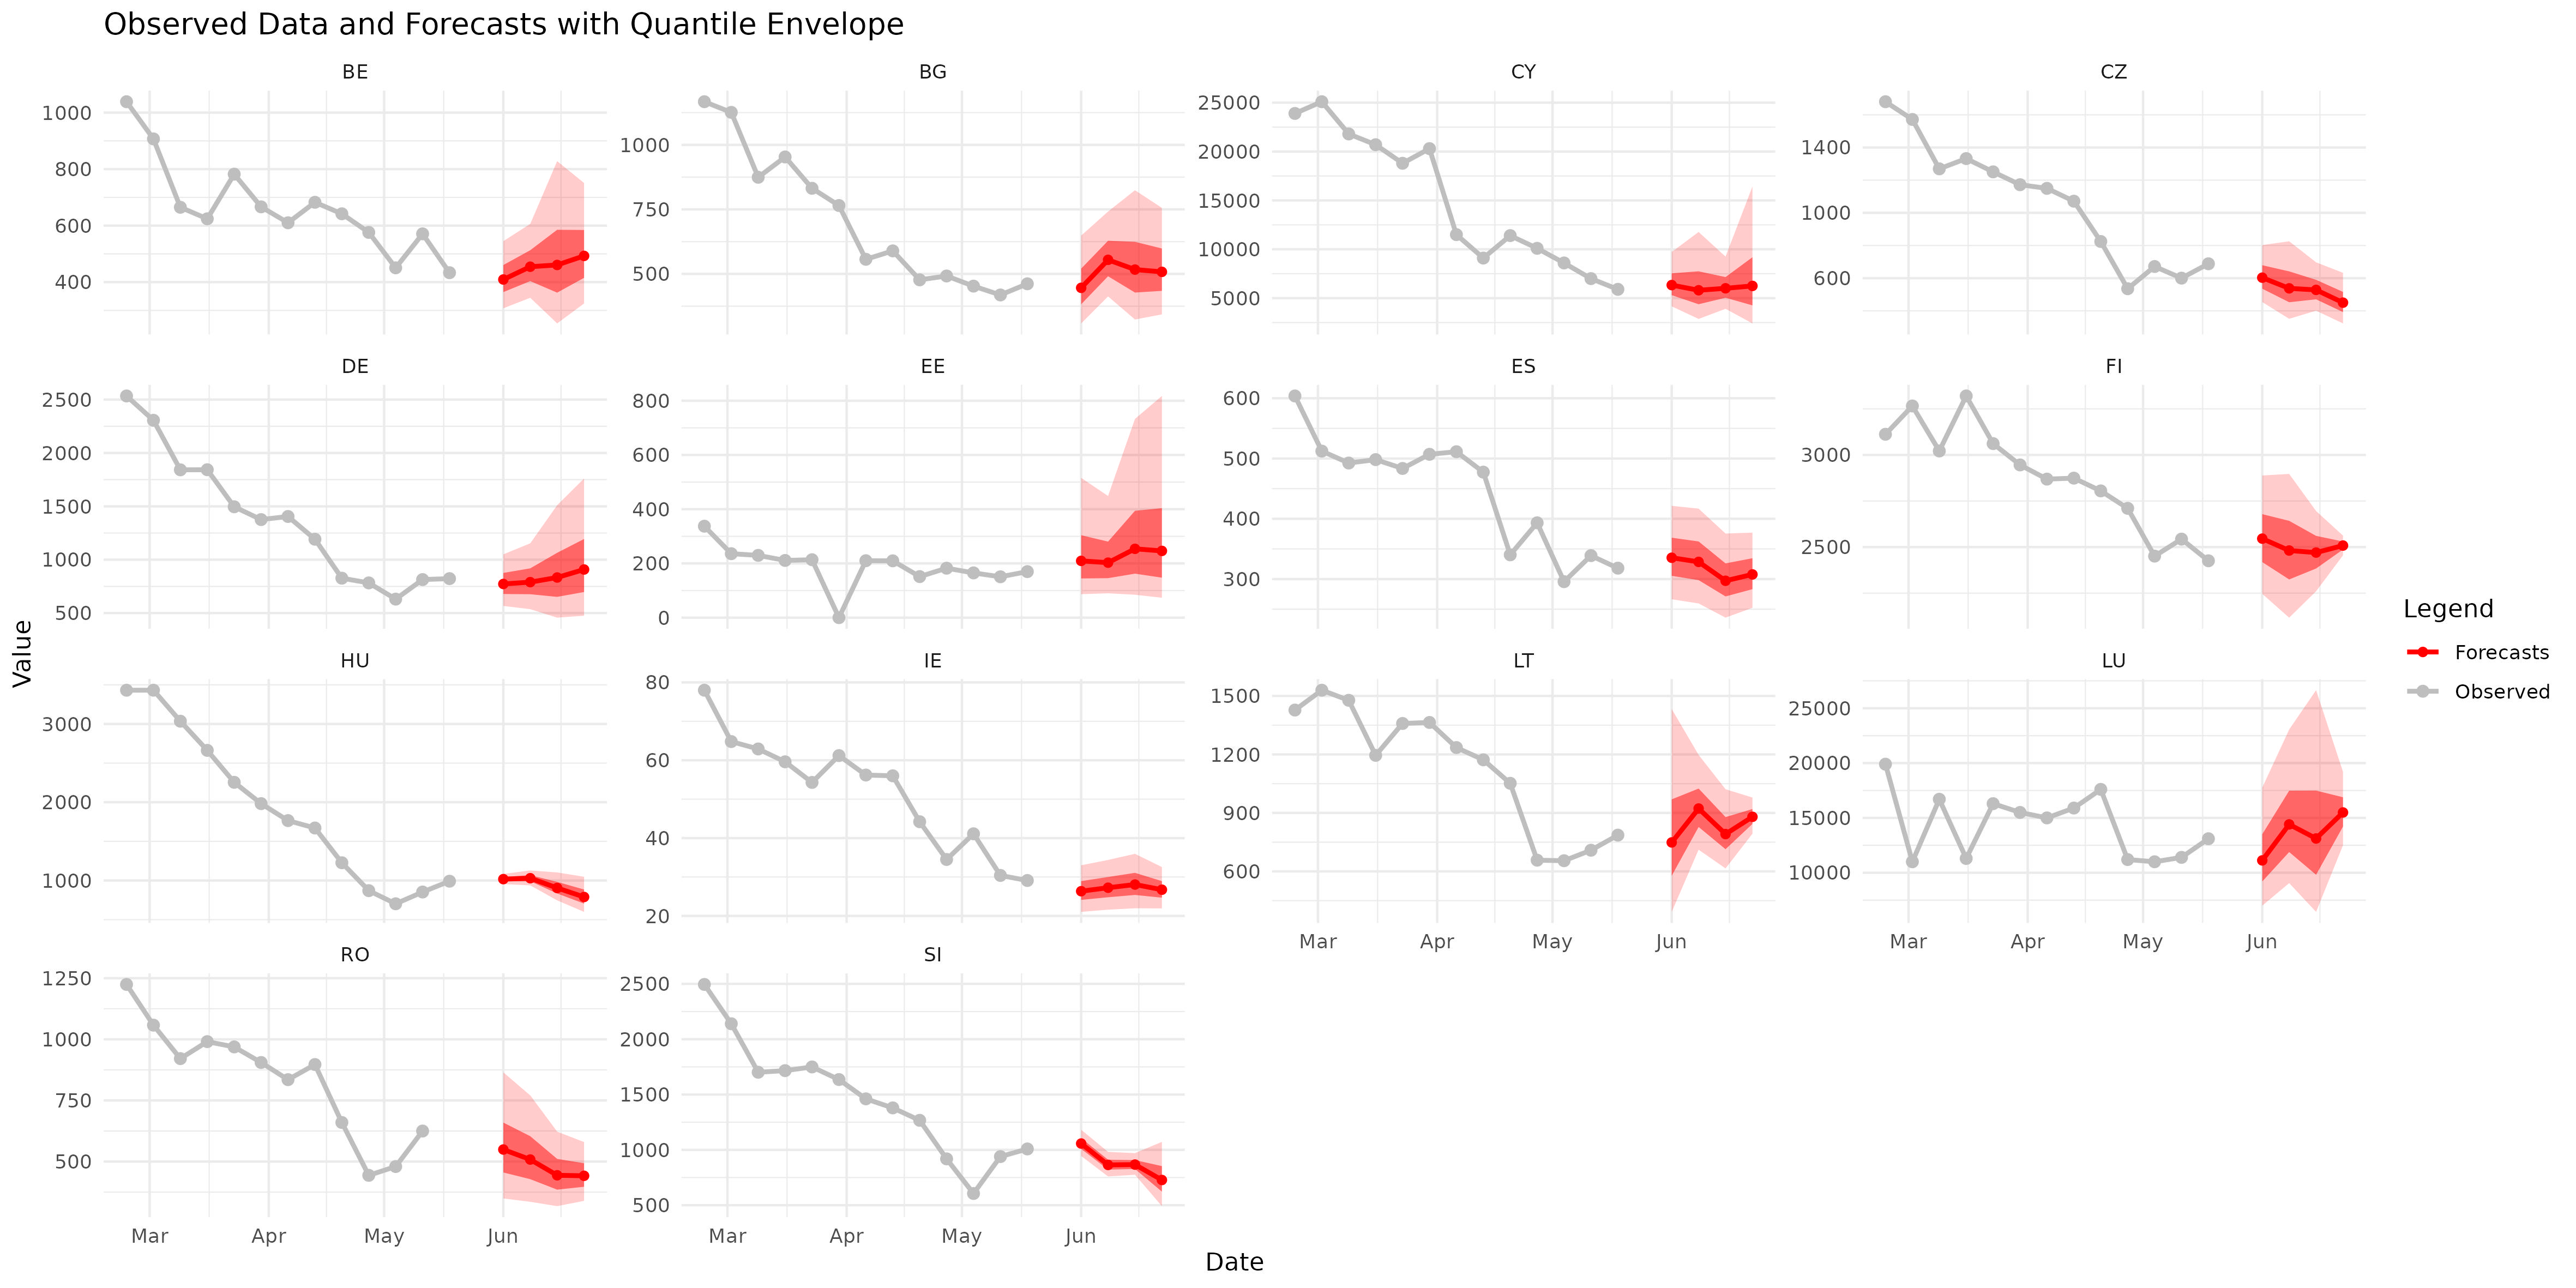 Observed Data and Forecasts with Quantile Envelope
BE
BG
CY
CZ
1000
800
600
400
1000
750
500
25000
20000
15000
10000
5000
1400
1000
600
DE
EE
ES
FI
2500
2000
1500
1000
500
800
600
400
200
0
600
500
400
300
3000
2500
HU
IE
LT
LU
3000
2000
1000
80
60
40
20
1500
1200
900
600
25000
20000
15000
10000
Mar Apr May Jun
Mar Apr May Jun
RO
SI
1250
1000
750
500
2500
2000
1500
1000
500
Mar Apr May Jun
Mar Apr May Jun
Value
Date
Legend
Forecasts
Observed